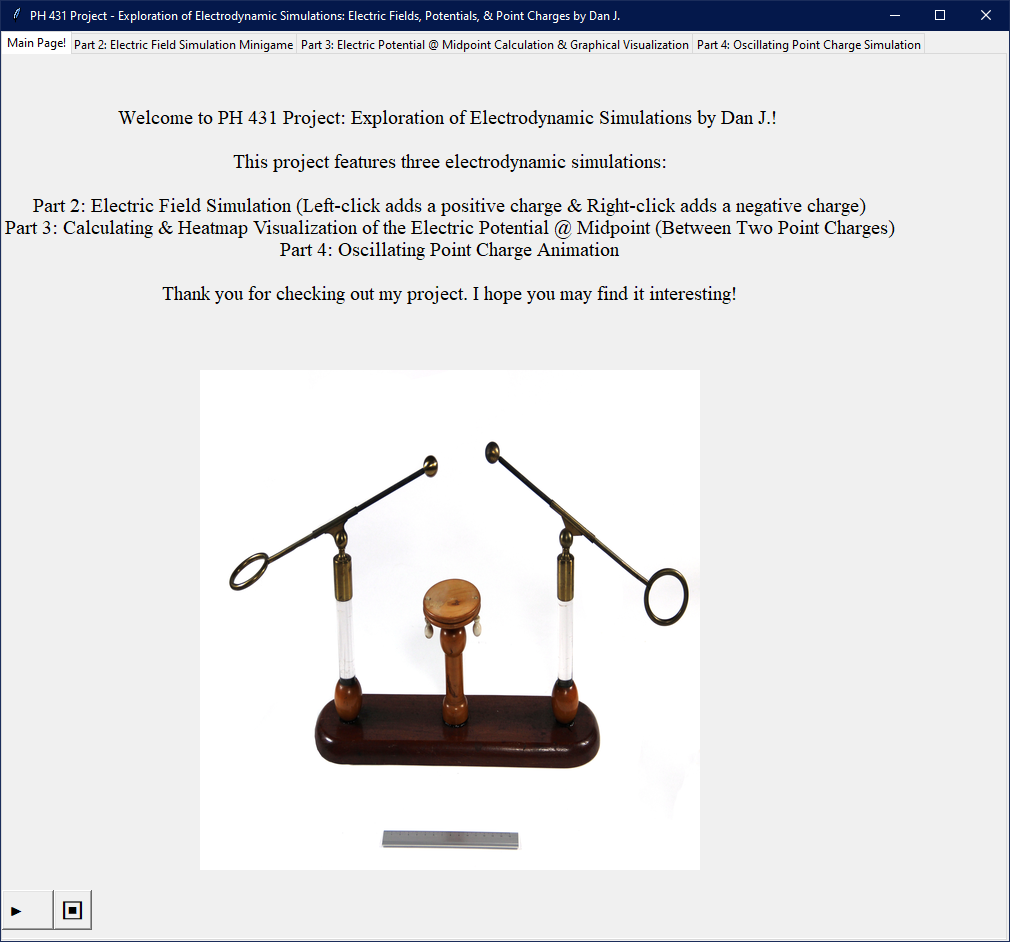 PH 431 Project - Exploration of Electrodynamic Simulations: Electric Fields, Potentials, & Point Charges by Dan J.
Main Page! Part 2: Electric Field Simulation Minigame Part 3: Electric Potential @ Midpoint Calculation & Graphical Visualization Part 4: Oscillating Point Charge Simulation
Welcome to PH 431 Project: Exploration of Electrodynamic Simulations by Dan J.!
This project features three electrodynamic simulations:
Part 2: Electric Field Simulation (Left-click adds a positive charge & Right-click adds a negative charge)
Part 3: Calculating & Heatmap Visualization of the Electric Potential @ Midpoint (Between Two Point Charges)
Part 4: Oscillating Point Charge Animation
Thank you for checking out my project. I hope you may find it interesting!